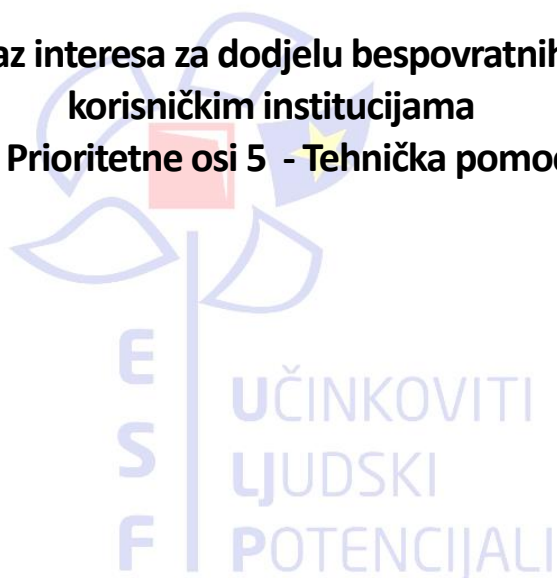 az interesa za dodjelu bespovratnih
korisničkim institucijama
Prioritetne osi 5 - Tehnička pomoć
E
S
F
UČINKOVITI
LJUDSKI
POTENCIJALI